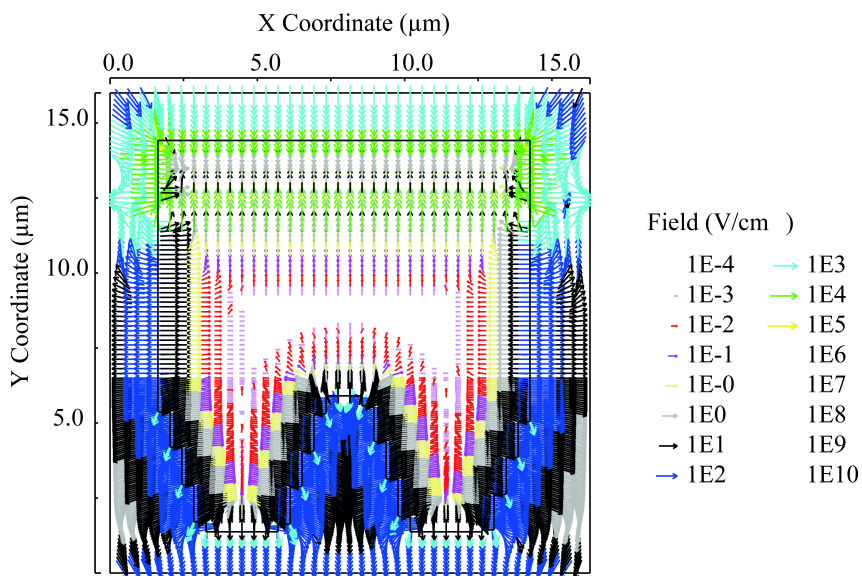 X Coordinate (µm)
0.0 5.0 10.0 15.0
Y Coordinate (µm)
15.0
10.0
5.0
Field (V/cm )
1E-4 1E3
1E-3 1E4
1E-2 1E5
1E-1 1E6
1E-0 1E7
1E0 1E8
1E1 1E9
1E2 1E10